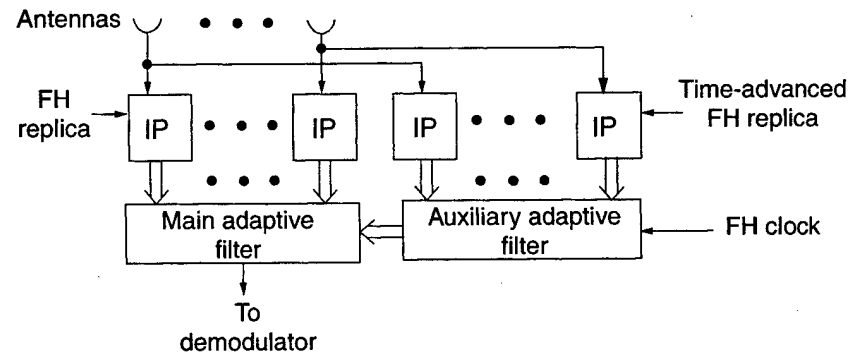 Antennas
FH
replica
IP
IP
IP
IP
Time-advanced
FH replica
Main adaptive
filter
Auxiliary adaptive
filter
FH clock
To
demodulator